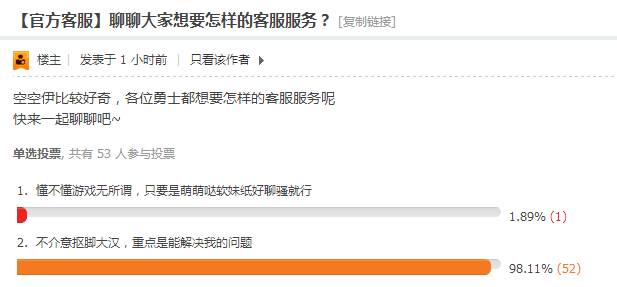 【官方客服】聊聊大家想要怎样的客服服务？ [复制链接]
楼主 | 发表于 1 小时前 | 只看该作者
空空伊比较好奇，各位勇士都想要怎样的客服服务呢
快来一起聊聊吧~
单选投票, 共有 53 人参与投票
1. 懂不懂游戏无所谓，只要是萌萌哒软妹纸好聊骚就行
1.89% (1)
2. 不介意抠脚大汉，重点是能解决我的问题
98.11% (52)